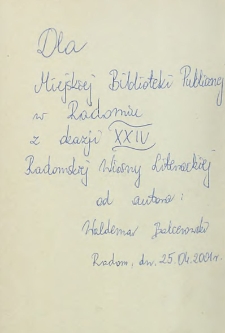 Dla
Miejskiej Biblioteki Publicznej
w Radomiu
z okazji XXIV
Radomskiej Wiosny Literackiej
od autora:
Waldemar
Radom, dn. 25.04.2001r.